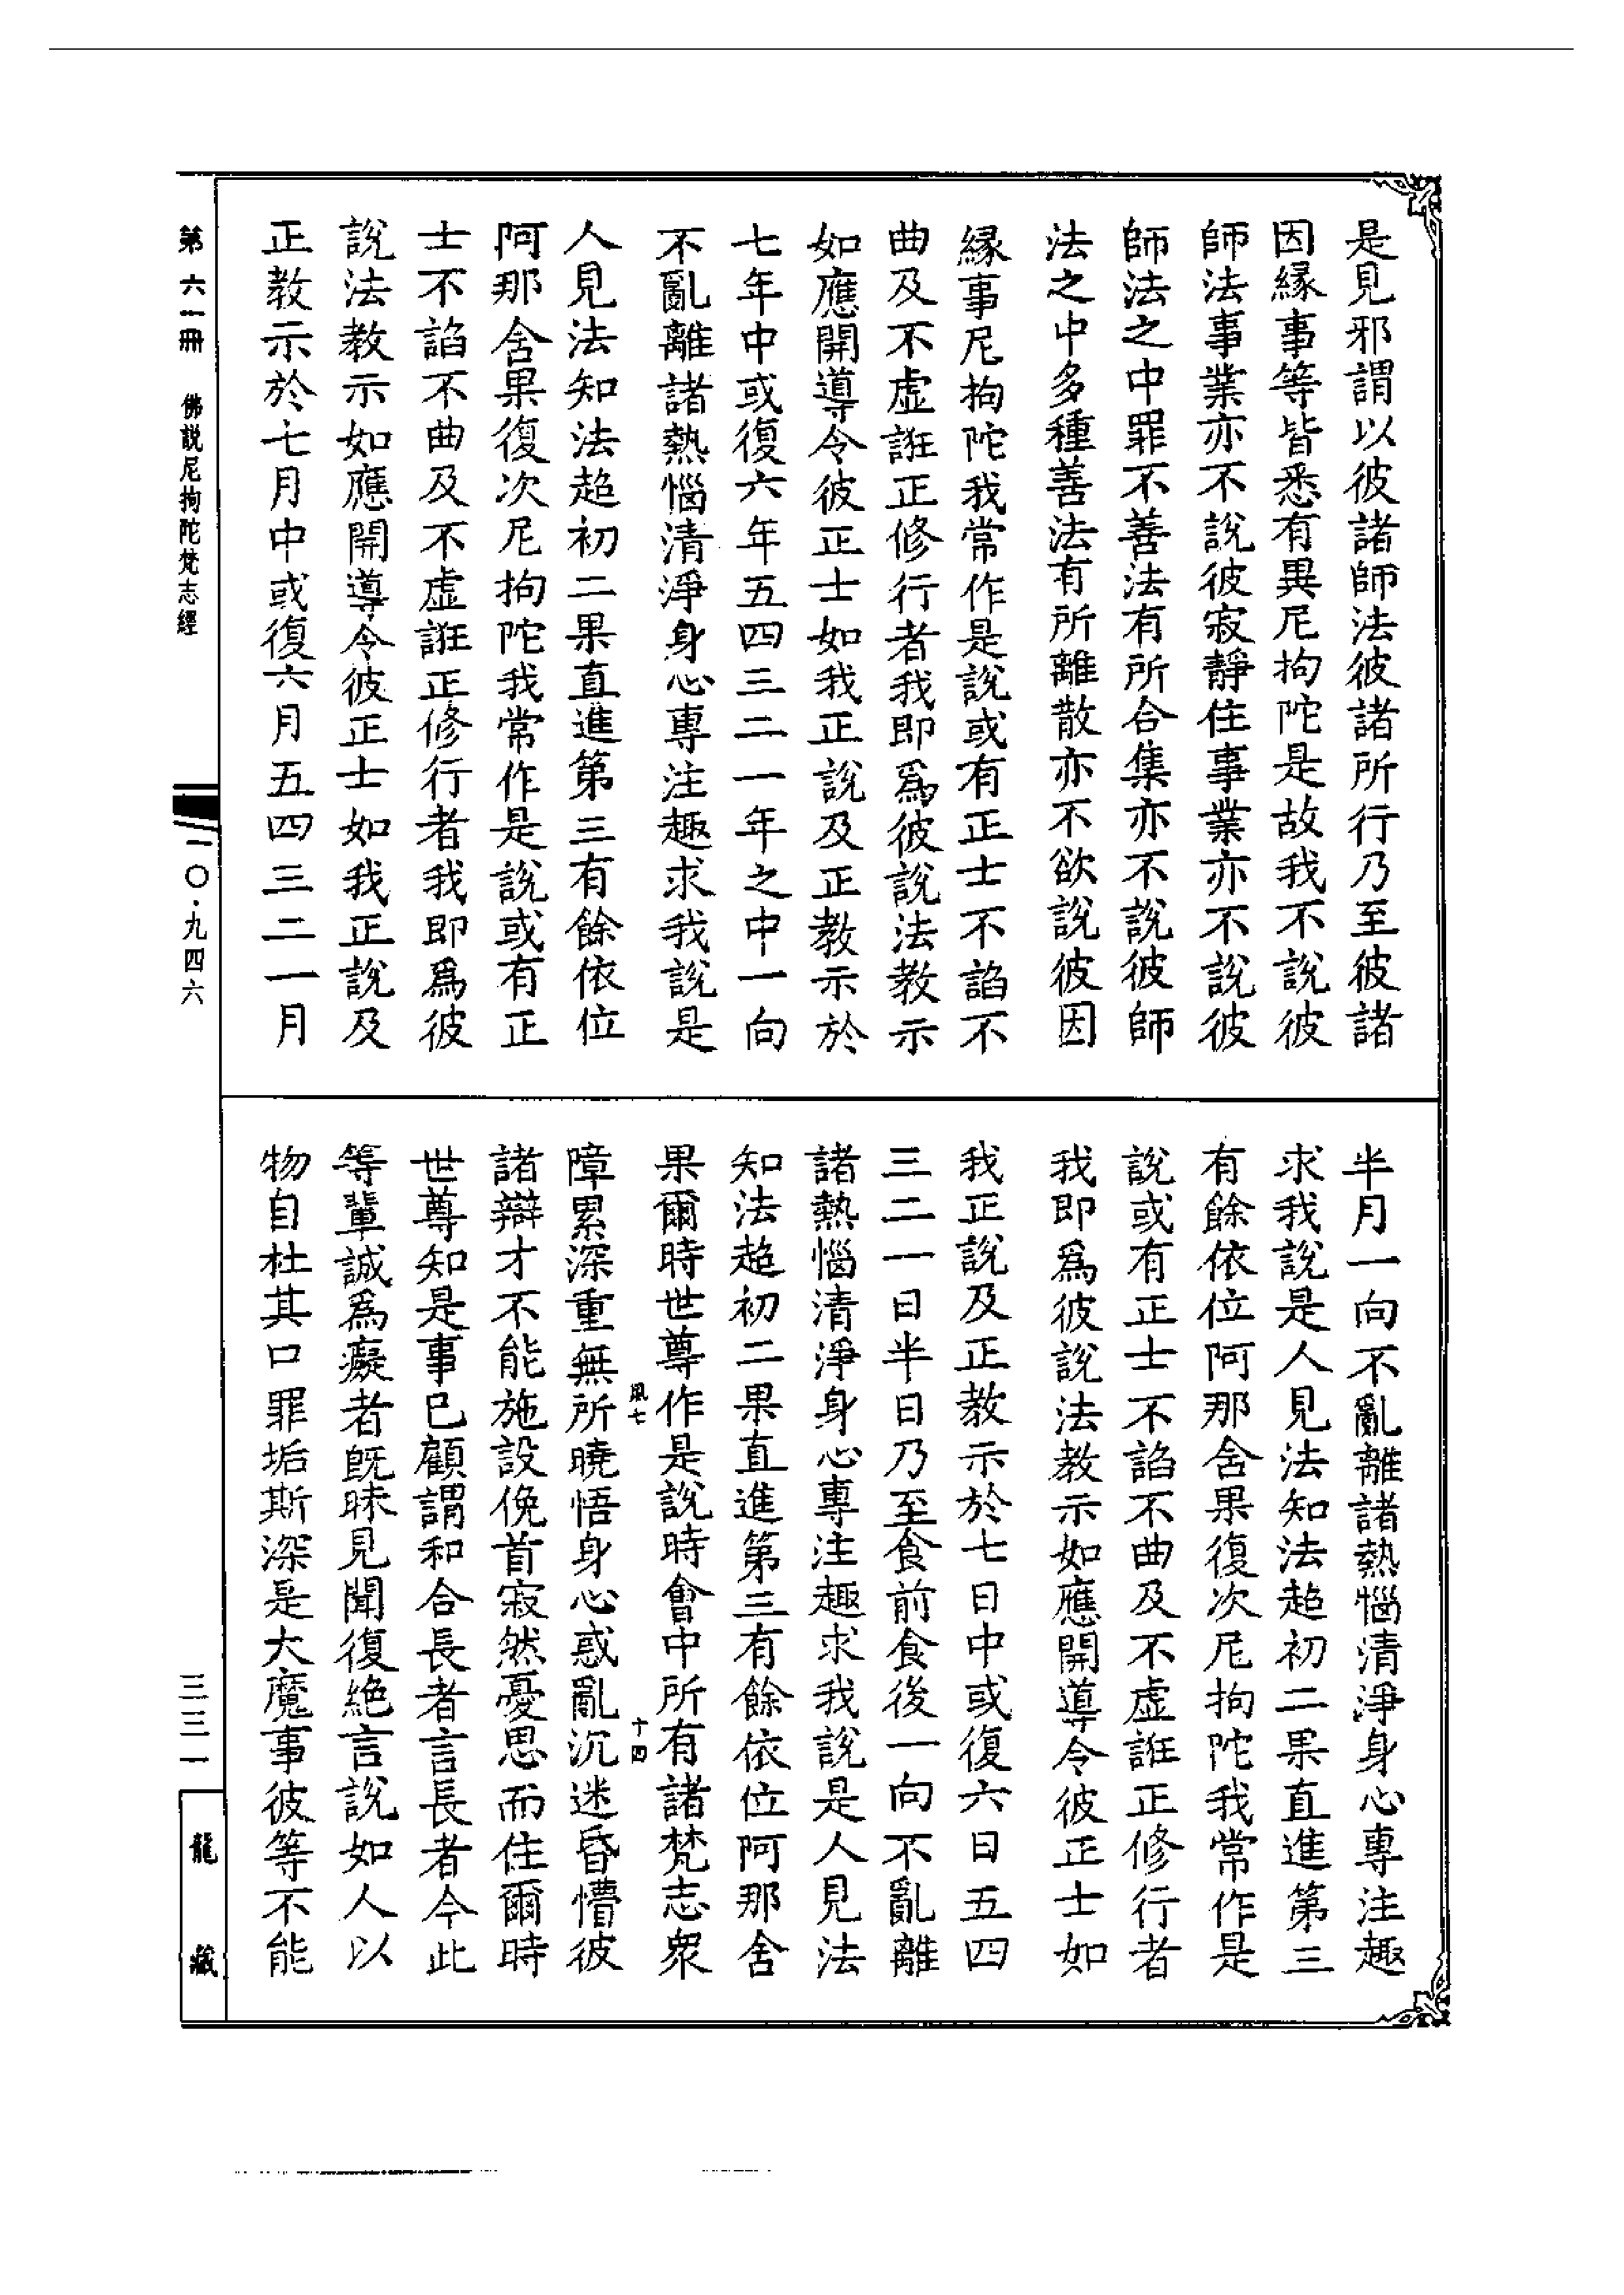 是見邪謂以彼諸師法彼諸所行乃至彼諸
因緣事等皆悉有異尼拘陀是故我不說彼
師法事業亦不說彼寂靜住事業亦不說彼
師法之中罪不善法有所合集亦不說彼師
法之中多種善法有所離散亦不欲說彼因
緣事尼拘陀我常作是說或有正士不諂不
曲及不虛誑正修行者我即爲彼說法教示
如應開導令彼正士如我正說及正教示於
七年中或復六年五四三二一年之中一向
不亂離諸熱惱清淨身心專注趣求我說是
人見法知法超初二果直進第三有餘依位
阿那含果復次尼拘陀我常作是說或有正
士不諂不曲及不虛誑正修行者我即爲彼
說法教示如應開導令彼正士如我正說及
正教示於七月中或復六月五四三二一月
半月一向不亂離諸熱惱清淨身心專注趣
求我說是人見法知法超初二果直進第三
有餘依位阿那含果復次尼拘陀我常作是
說或有正士不諂不曲及不虛誑正修行者
我即爲彼說法教示如應開導令彼正士如
我正說及正教示於七日中或復六日五四
三二一日半日乃至食前食後一向不亂離
諸熱惱清淨身心專注趣求我說是人見法
知法超初二果直進第三有餘依位阿那含
果爾時世尊作是說時會中所有諸梵志衆
風七
十四
障累深重無所曉悟身心惑亂沉迷昏懵彼
諸辯才不能施設俛首寂然憂思而住爾時
世尊知是事已顧謂和合長者言長者今此
等輩誠爲癡者旣昧見聞復絕言說如人以
物自杜其口罪垢斯深是大魔事彼等不能
第六一冊 佛說尼拘陀梵志經
一〇·九四六
三三一
龍藏